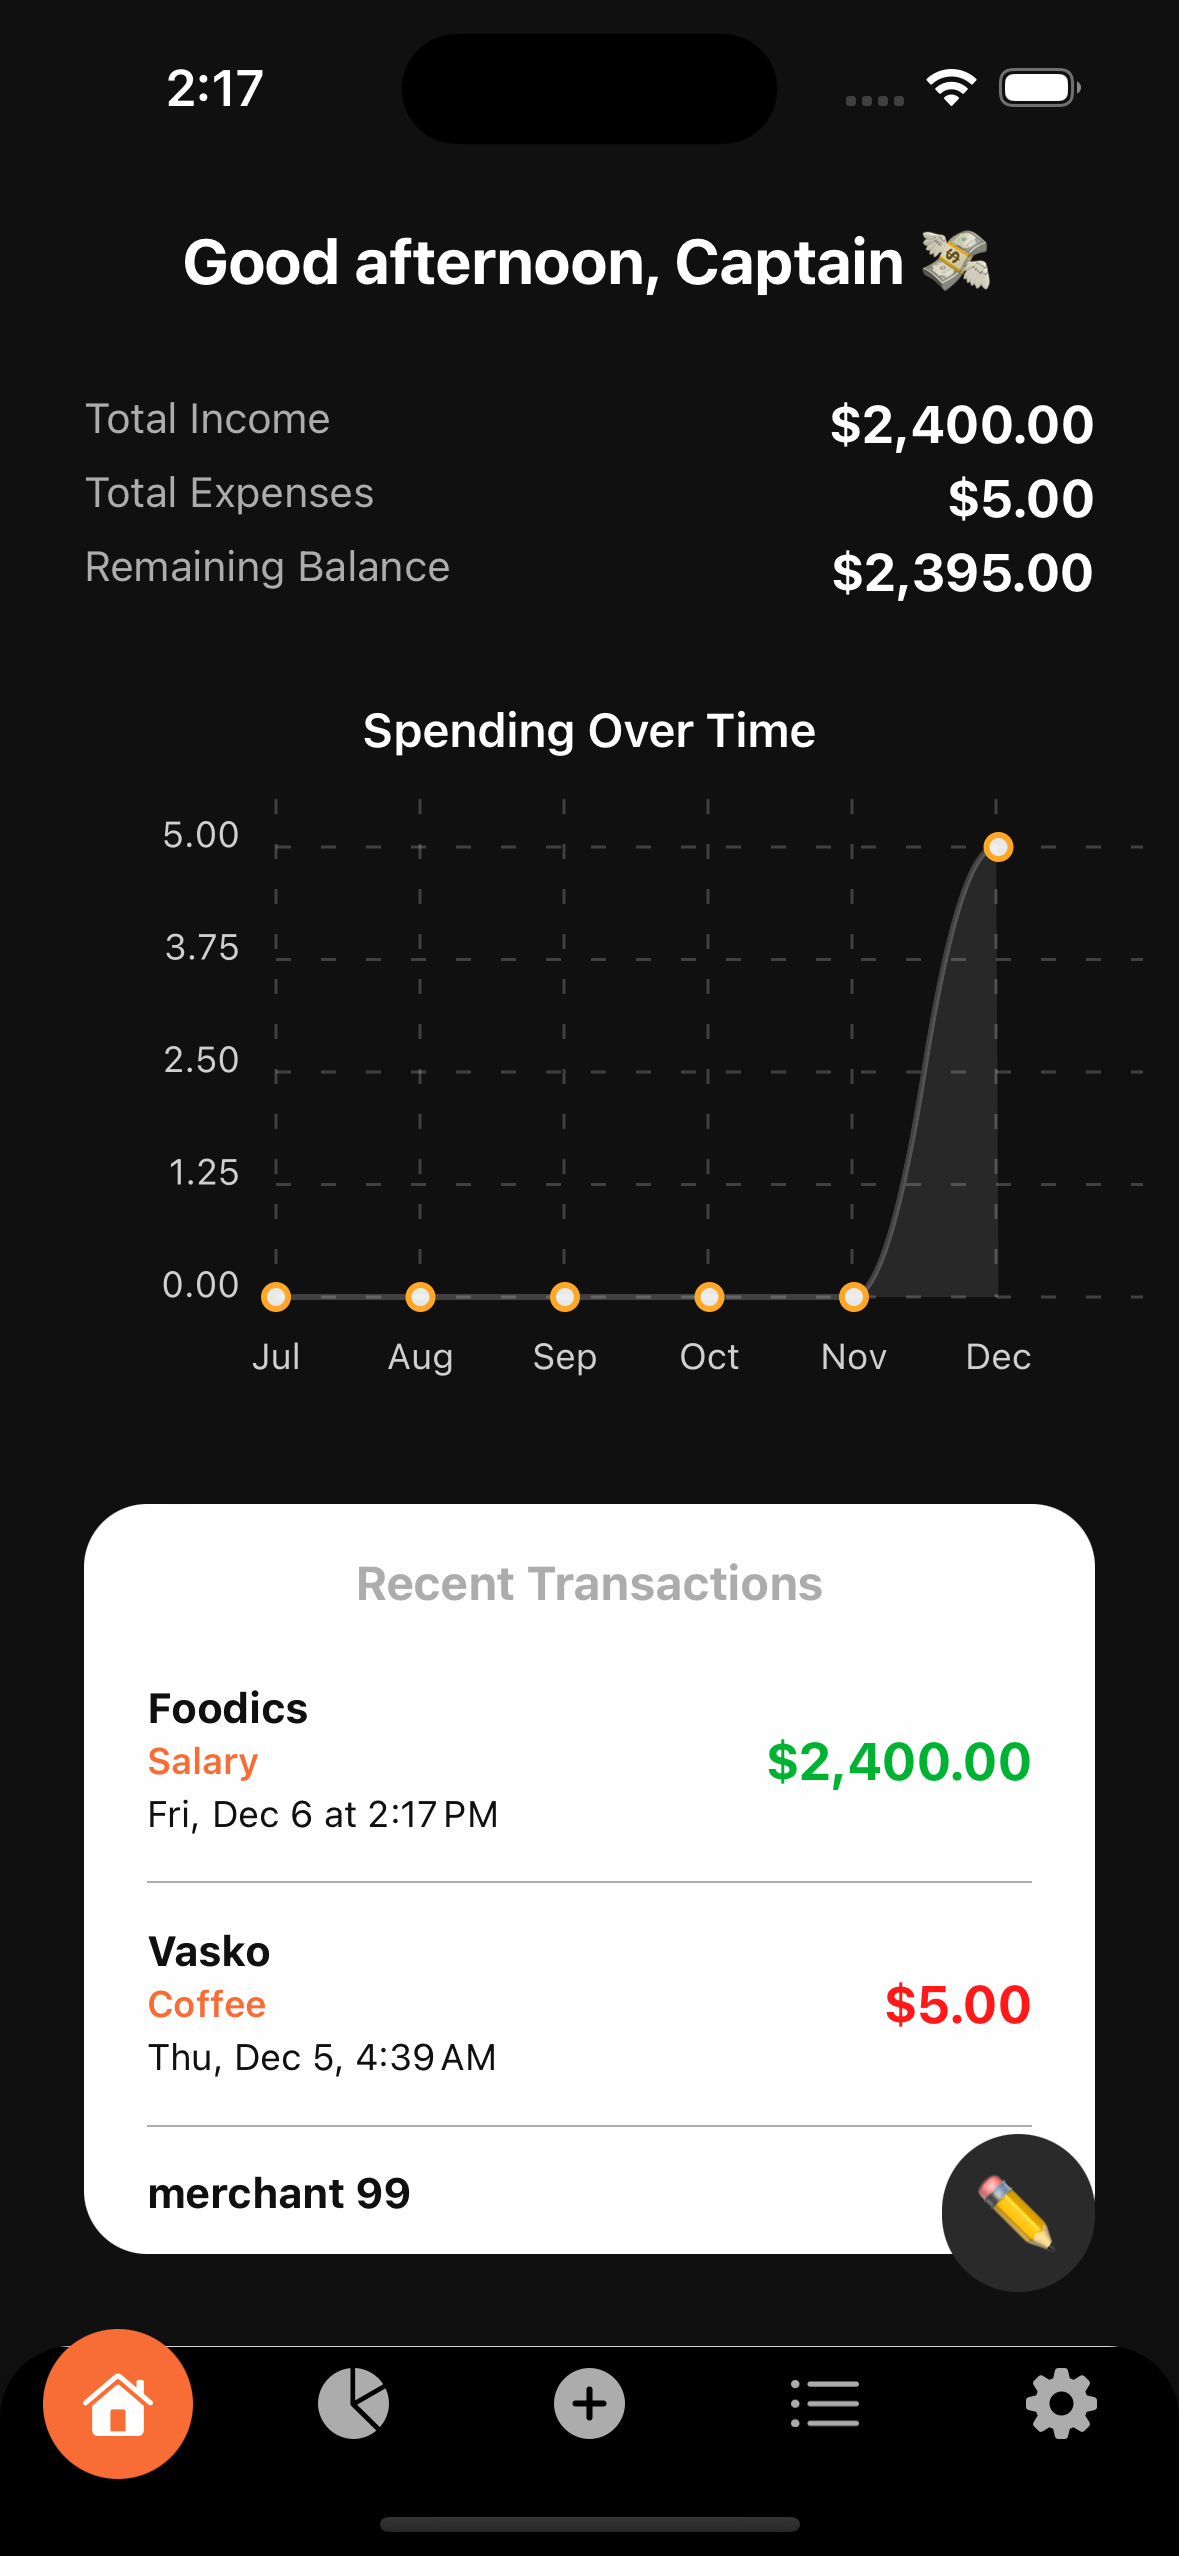 2:17
Good afternoon, Captain 💸
Total Income $2,400.00
Total Expenses $5.00
Remaining Balance $2,395.00
Spending Over Time
5.00
3.75
2.50
1.25
0.00
Jul Aug Sep Oct Nov Dec
Recent Transactions
Foodics
Salary
$2,400.00
Fri, Dec 6 at 2:17 PM
Vasko
Coffee
$5.00
Thu, Dec 5, 4:39 AM
merchant 99